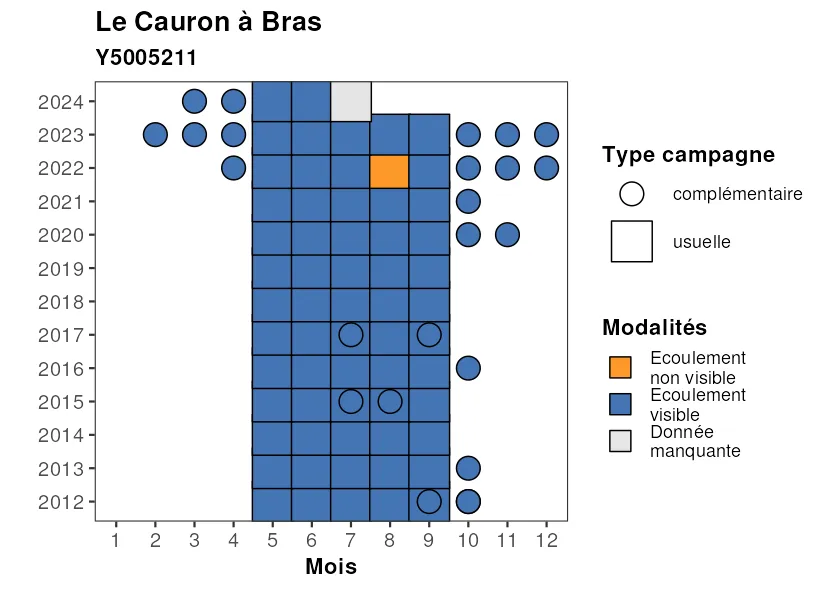 Le Cauron à Bras
Y5005211
2024
2023
2022
2021
2020
2019
2018
2017
2016
2015
2014
2013
2012
1 2 3 4 5 6 7 8 9 10 11 12
Mois
Type campagne
complémentaire
usuelle
Modalités
Ecoulement
non visible
Ecoulement
visible
Donnée
manquante